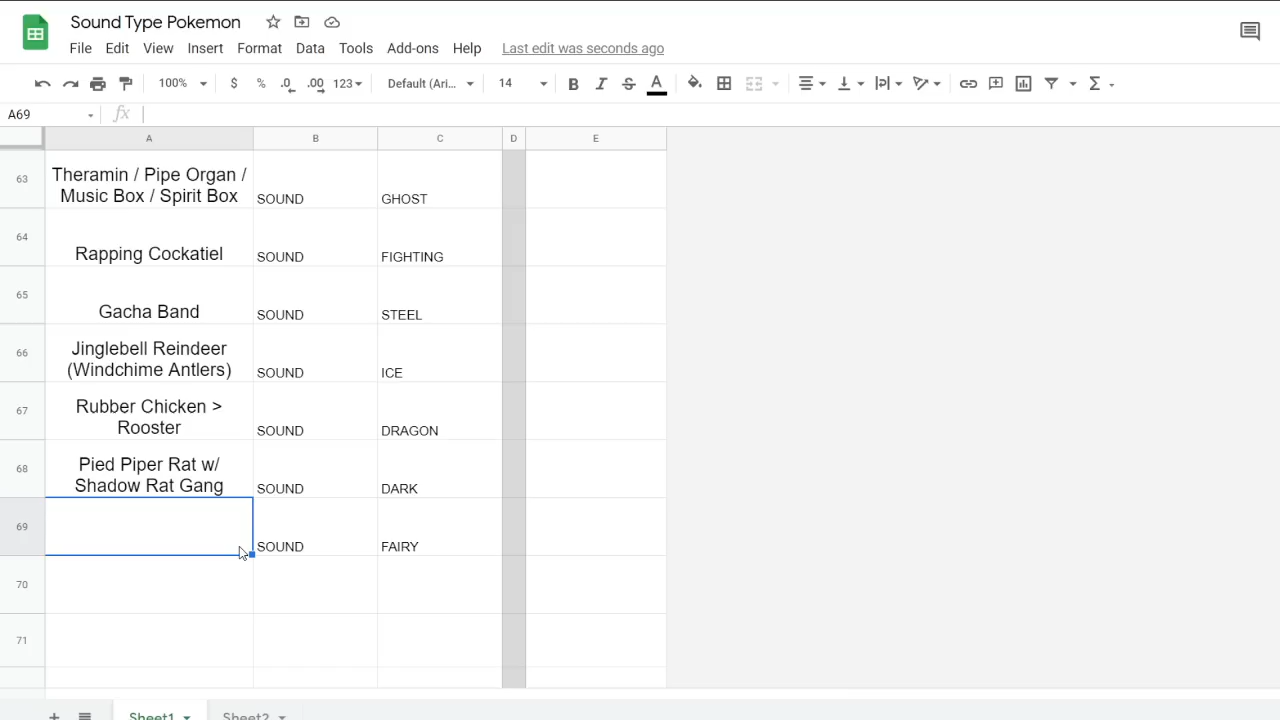 Sound Type Pokemon
File Edit View Insert Format Data Tools Add-ons Help Last edit was seconds ago
100% $ % .0 .00 123 Default (Ari... 14 B I S A Σ
A69 fx
A B C D E
63 Theramin / Pipe Organ /
Music Box / Spirit Box SOUND GHOST
64 Rapping Cockatiel SOUND FIGHTING
65 Gacha Band SOUND STEEL
66 Jinglebell Reindeer
(Windchime Antlers) SOUND ICE
67 Rubber Chicken >
Rooster SOUND DRAGON
68 Pied Piper Rat w/
Shadow Rat Gang SOUND DARK
69 SOUND FAIRY
70
71
+ Sheet1 Sheet2